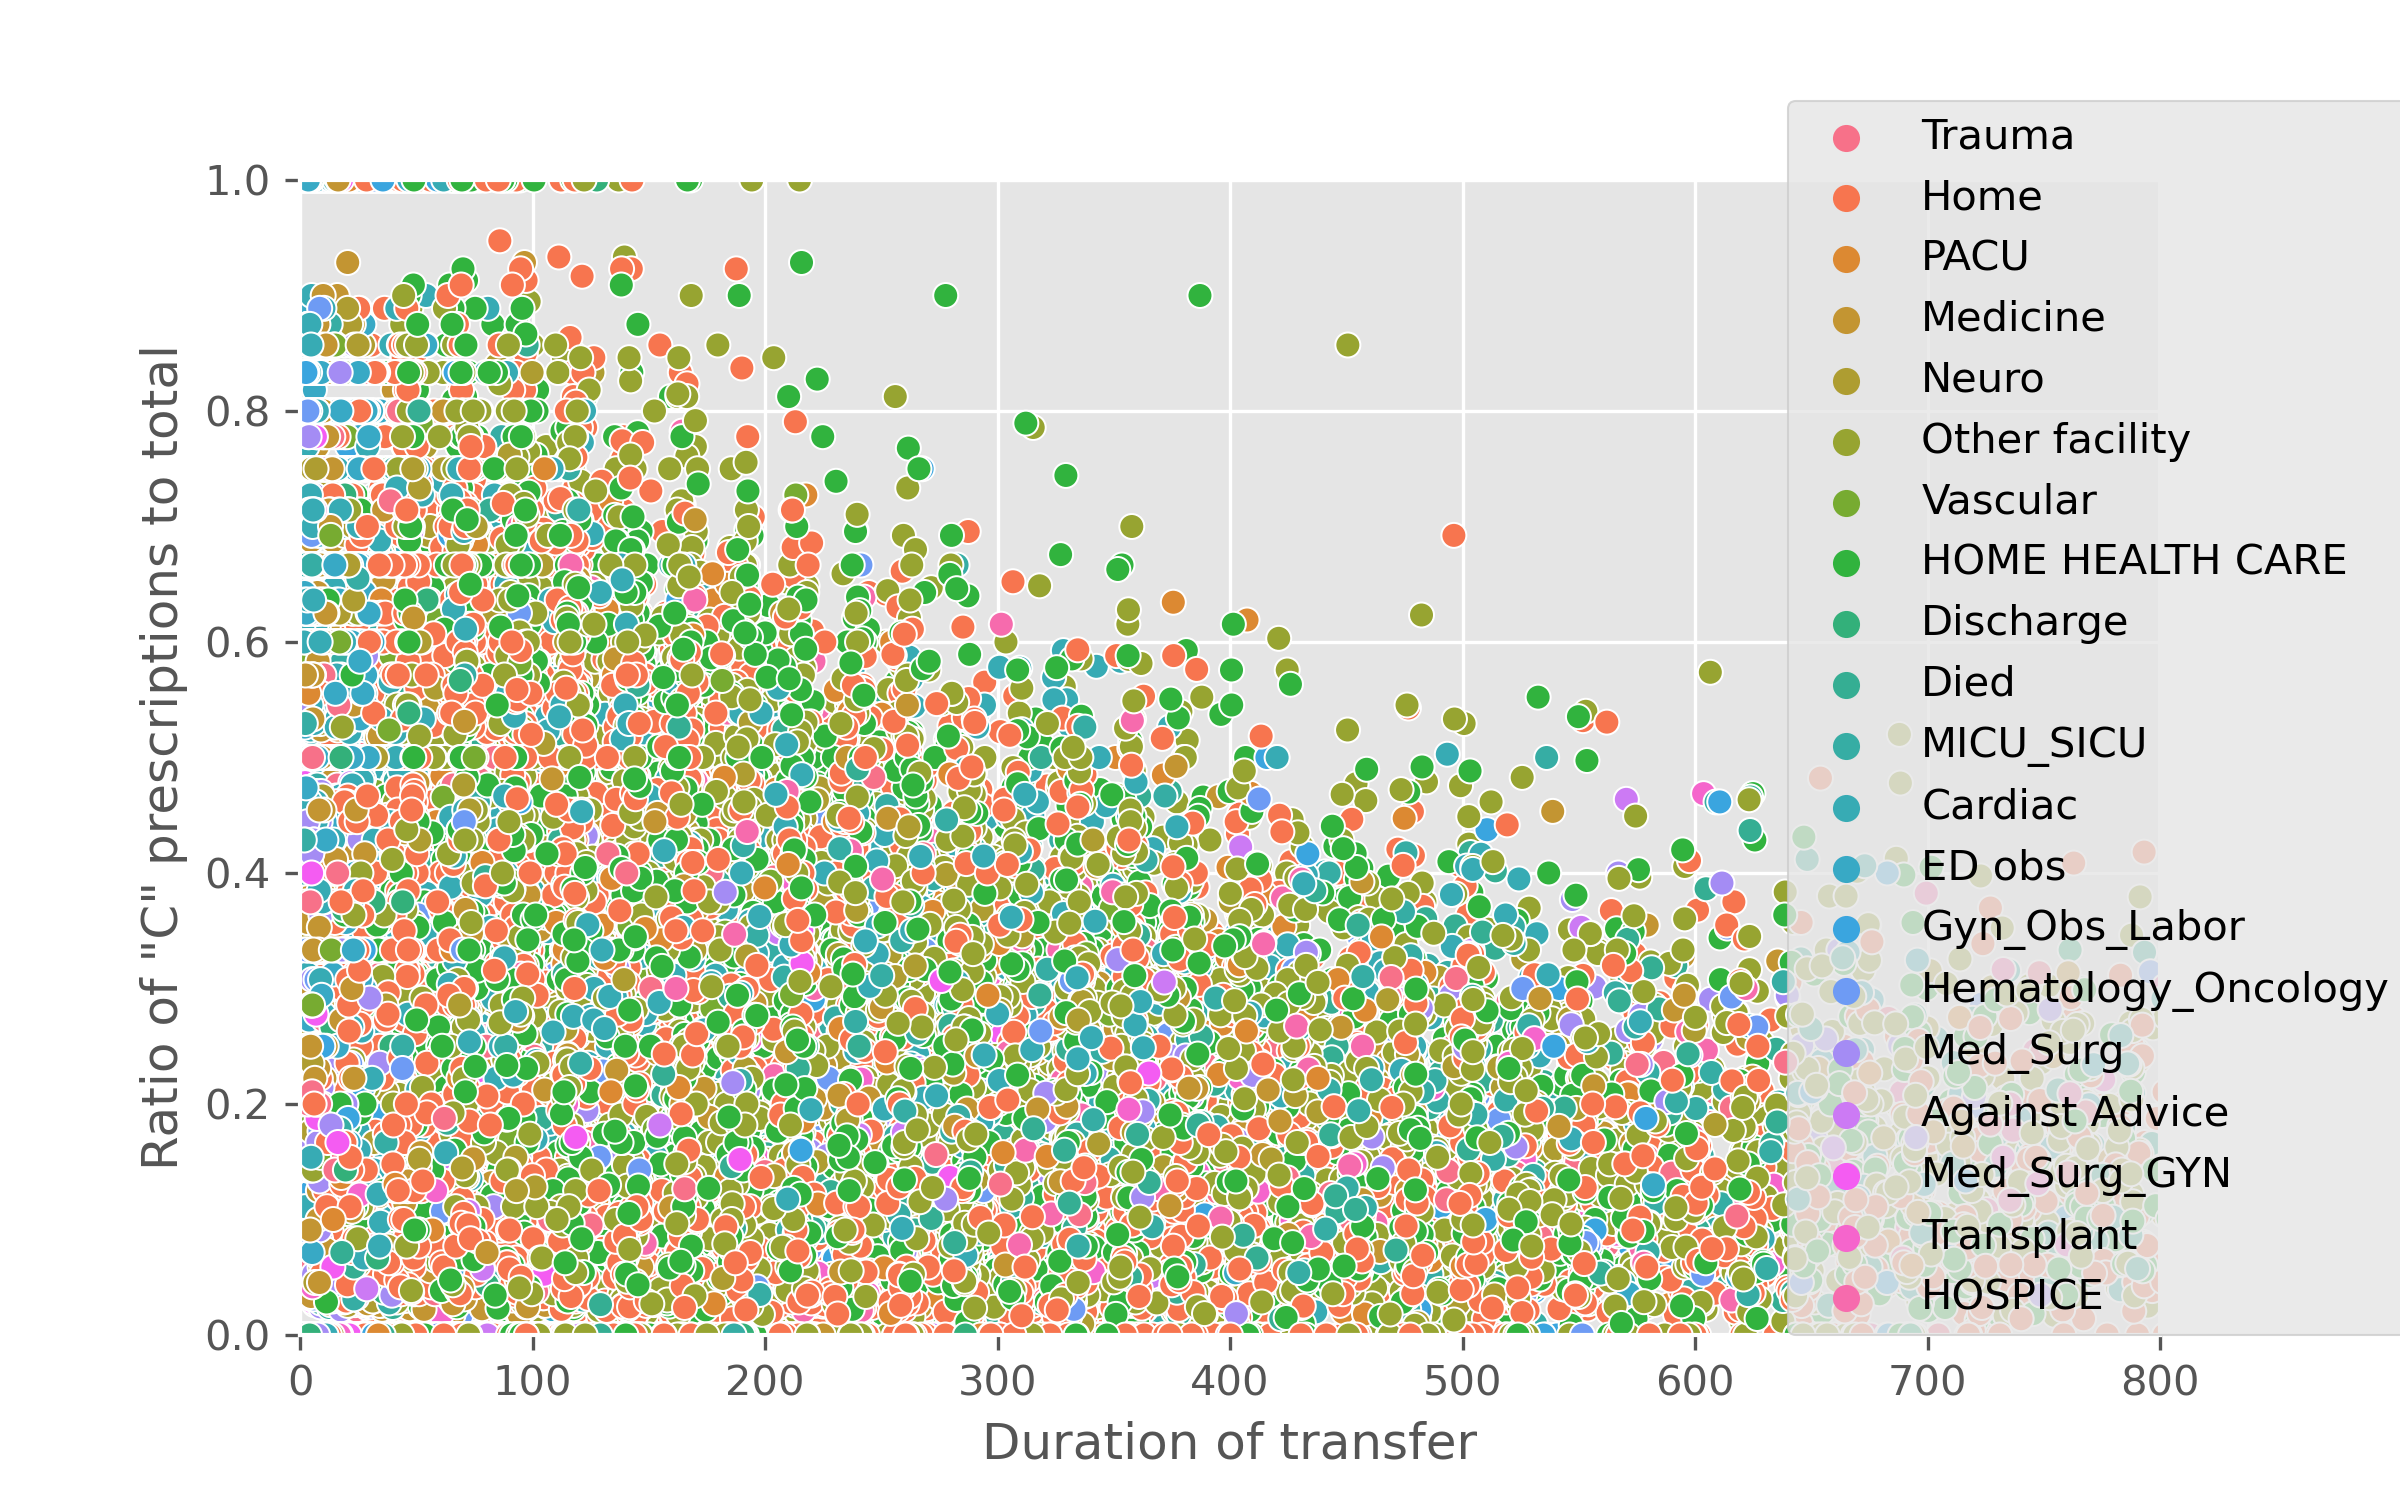 Ratio of "C" prescriptions to total
1.0
0.8
0.6
0.4
0.2
0.0
0 100 200 300 400 500 600 700 800
Duration of transfer
Trauma
Home
PACU
Medicine
Neuro
Other facility
Vascular
HOME HEALTH CARE
Discharge
Died
MICU_SICU
Cardiac
ED obs
Gyn_Obs_Labor
Hematology_Oncology
Med_Surg
Against Advice
Med_Surg_GYN
Transplant
HOSPICE